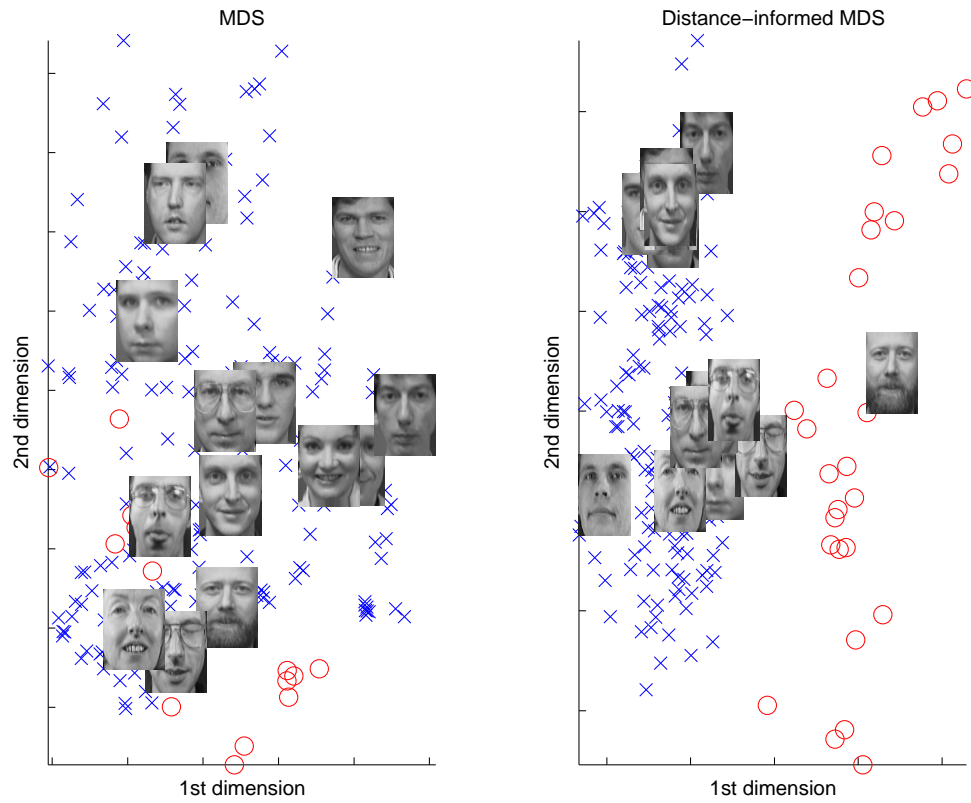 MDS
2nd dimension
1st dimension
Distance−informed MDS
2nd dimension
1st dimension